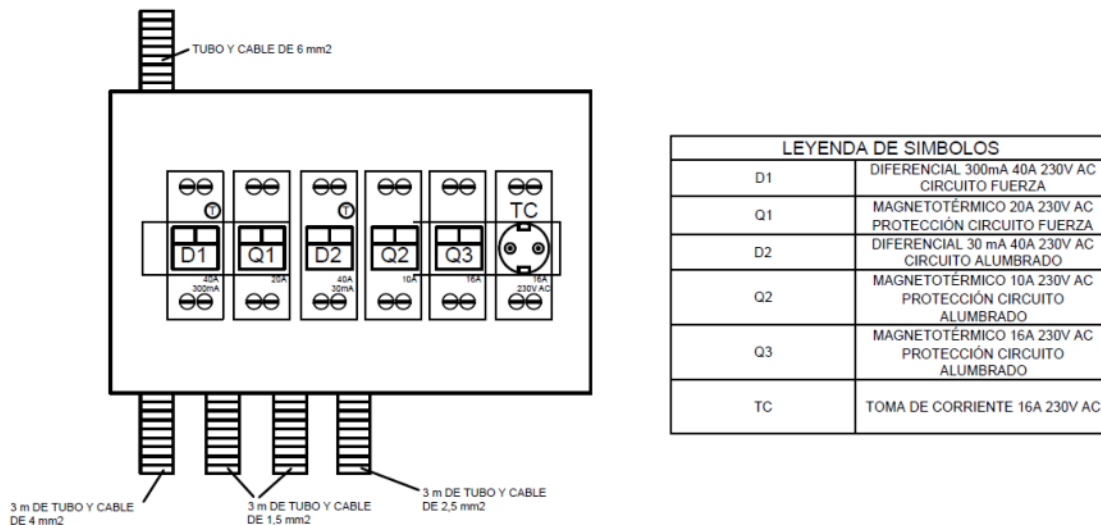 TUBO Y CABLE DE 6 mm2
T
T
TC
D1
Q1
D2
Q2
Q3
40A
300mA
20A
40A
30mA
10A
16A
16A
230V AC
3 m DE TUBO Y CABLE
DE 4 mm2
3 m DE TUBO Y CABLE
DE 1,5 mm2
3 m DE TUBO Y CABLE
DE 2,5 mm2
LEYENDA DE SIMBOLOS
D1
DIFERENCIAL 300mA 40A 230V AC
CIRCUITO FUERZA
Q1
MAGNETOTÉRMICO 20A 230V AC
PROTECCIÓN CIRCUITO FUERZA
D2
DIFERENCIAL 30 mA 40A 230V AC
CIRCUITO ALUMBRADO
Q2
MAGNETOTÉRMICO 10A 230V AC
PROTECCIÓN CIRCUITO
ALUMBRADO
Q3
MAGNETOTÉRMICO 16A 230V AC
PROTECCIÓN CIRCUITO
ALUMBRADO
TC
TOMA DE CORRIENTE 16A 230V AC